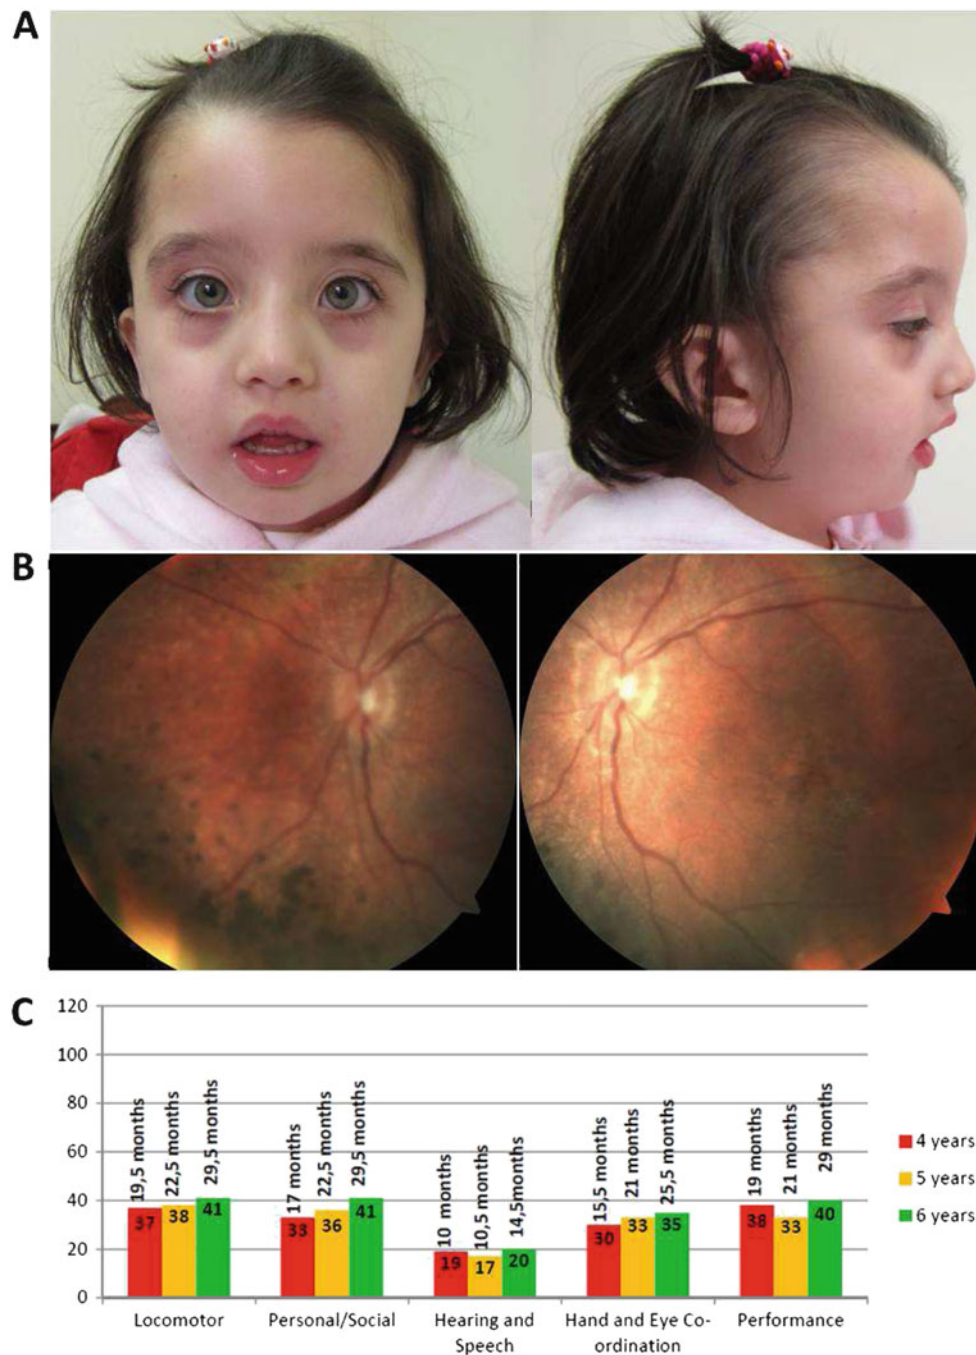 A
B
C
120
100
80
60
40
20
0
19,5 months
22,5 months
29,5 months
17 months
22,5 months
29,5 months
10 months
10,5 months
14,5months
15,5 months
21 months
25,5 months
19 months
21 months
29 months
37
38
41
33
36
41
19
17
20
30
33
35
38
33
40
Locomotor
Personal/Social
Hearing and
Speech
Hand and Eye Co-
ordination
Performance
4 years
5 years
6 years